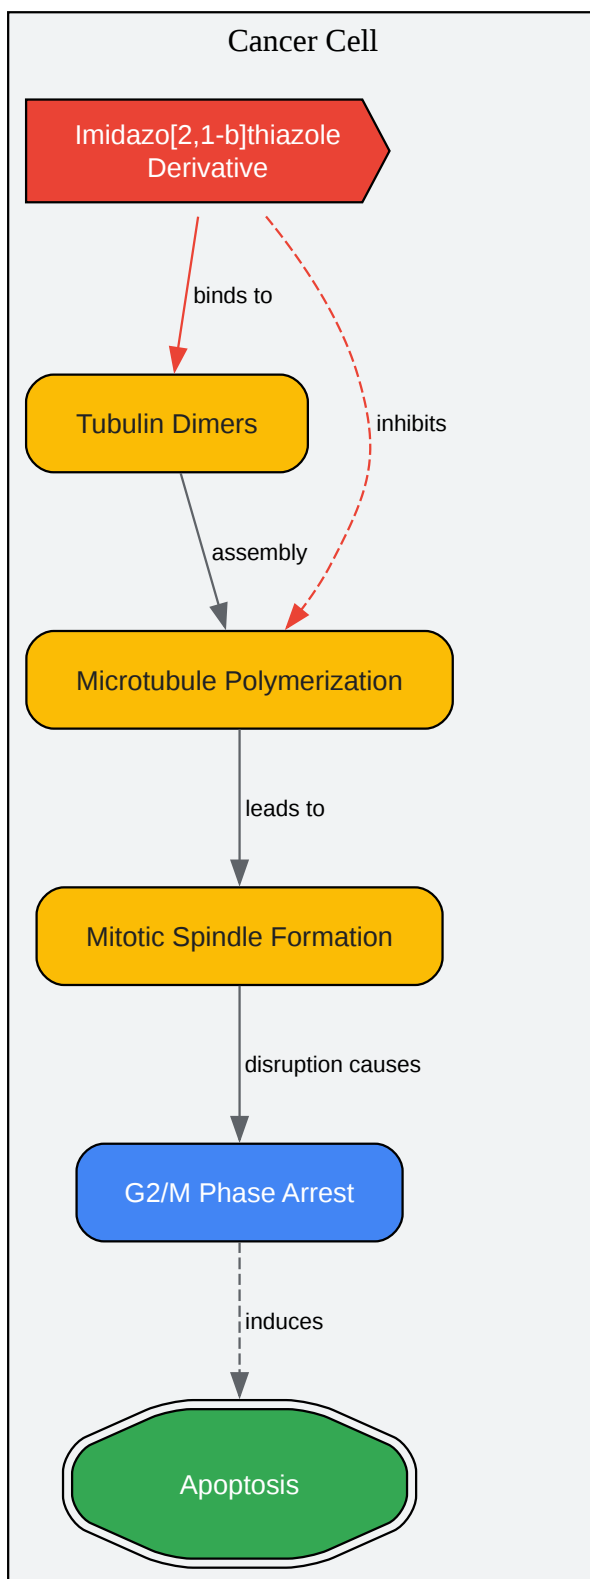 Cancer Cell
Imidazo[2,1-b]thiazole
Derivative
binds to
Tubulin Dimers
inhibits
assembly
Microtubule Polymerization
leads to
Mitotic Spindle Formation
disruption causes
G2/M Phase Arrest
induces
Apoptosis